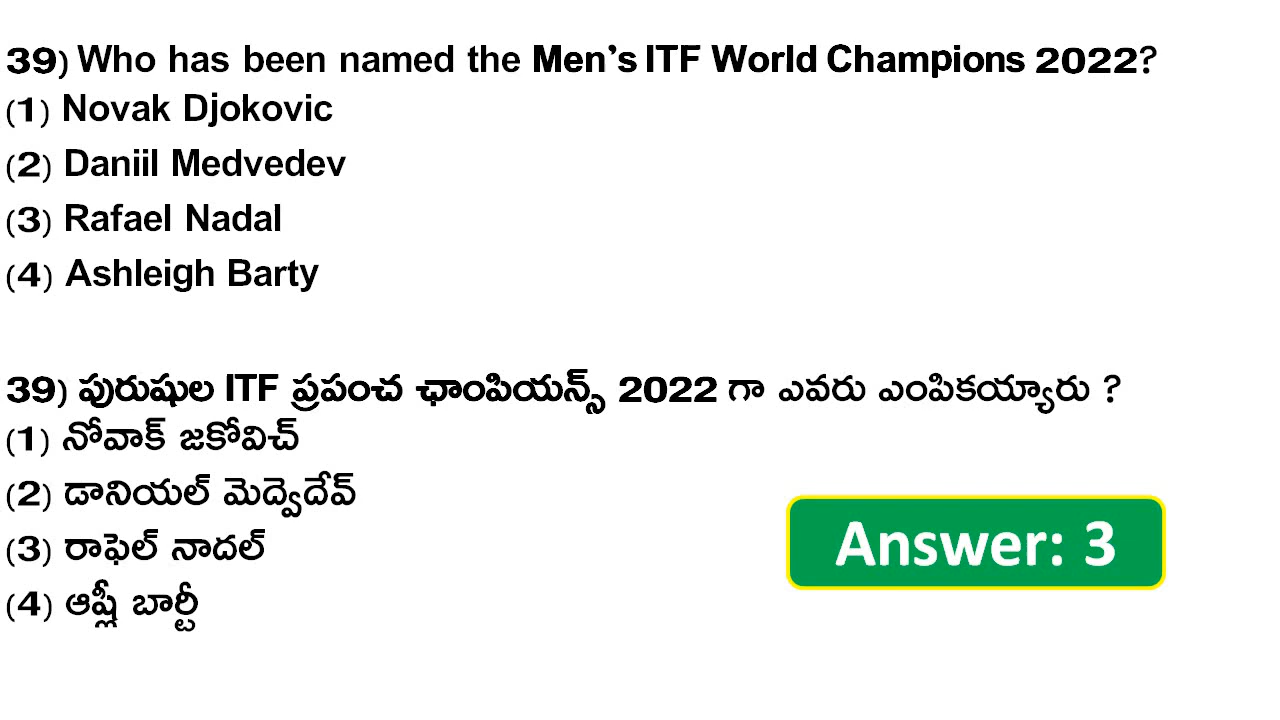 39) Who has been named the Men's ITF World Champions 2022?
(1) Novak Djokovic
(2) Daniil Medvedev
(3) Rafael Nadal
(4) Ashleigh Barty
39) పురుషుల ITF ప్రపంచ ఛాంపియన్స్ 2022 గా ఎవరు ఎంపికయ్యారు ?
(1) నోవాక్ జకోవిచ్
(2) డానియల్ మెద్వెదేవ్
(3) రాఫెల్ నాదల్
(4) ఆష్లీ బార్టీ
Answer: 3